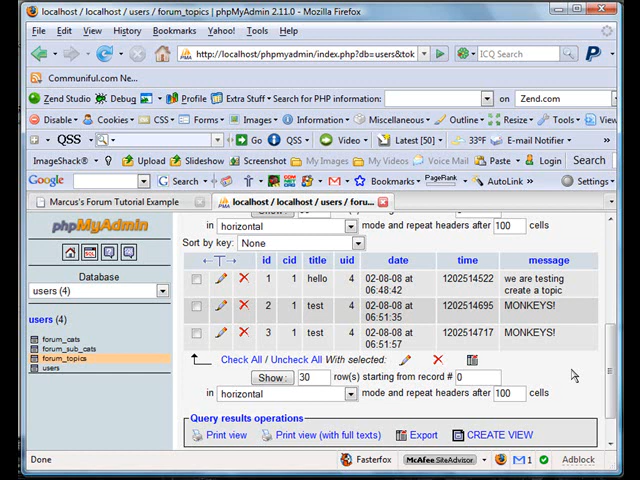 localhost / localhost / users / forum_topics | phpMyAdmin 2.11.0 - Mozilla Firefox
File Edit View History Bookmarks Yahoo! Tools Help
http://localhost/phpmyadmin/index.php?db=users&tok ICQ Search
Communiful.com Ne...
Zend Studio Debug Profile Extra Stuff Search for PHP information: on Zend.com
Disable Cookies CSS Forms Images Information Miscellaneous Outline Resize Tools
QSS Go QSS Video Latest [50] 33°F E-mail Notifier
ImageShack® Upload Slideshow Screenshot My Images My Videos Paste Login Search
Google Search Bookmarks PageRank AutoLink Settings
Marcus's Forum Tutorial Example localhost / localhost / users / foru...
phpMyAdmin
Database
users (4)
users (4)
forum_cats
forum_sub_cats
forum_topics
users
in horizontal mode and repeat headers after 100 cells
Sort by key: None
←T→ id cid title uid date time message
1 1 hello 4 02-08-08 at 06:48:42 1202514522 we are testing create a topic
2 1 test 4 02-08-08 at 06:51:35 1202514695 MONKEYS!
3 1 test 4 02-08-08 at 06:51:57 1202514717 MONKEYS!
Check All / Uncheck All With selected:
Show : 30 row(s) starting from record # 0
in horizontal mode and repeat headers after 100 cells
Query results operations
Print view Print view (with full texts) Export CREATE VIEW
Done Fasterfox McAfee SiteAdvisor 1 Adblock